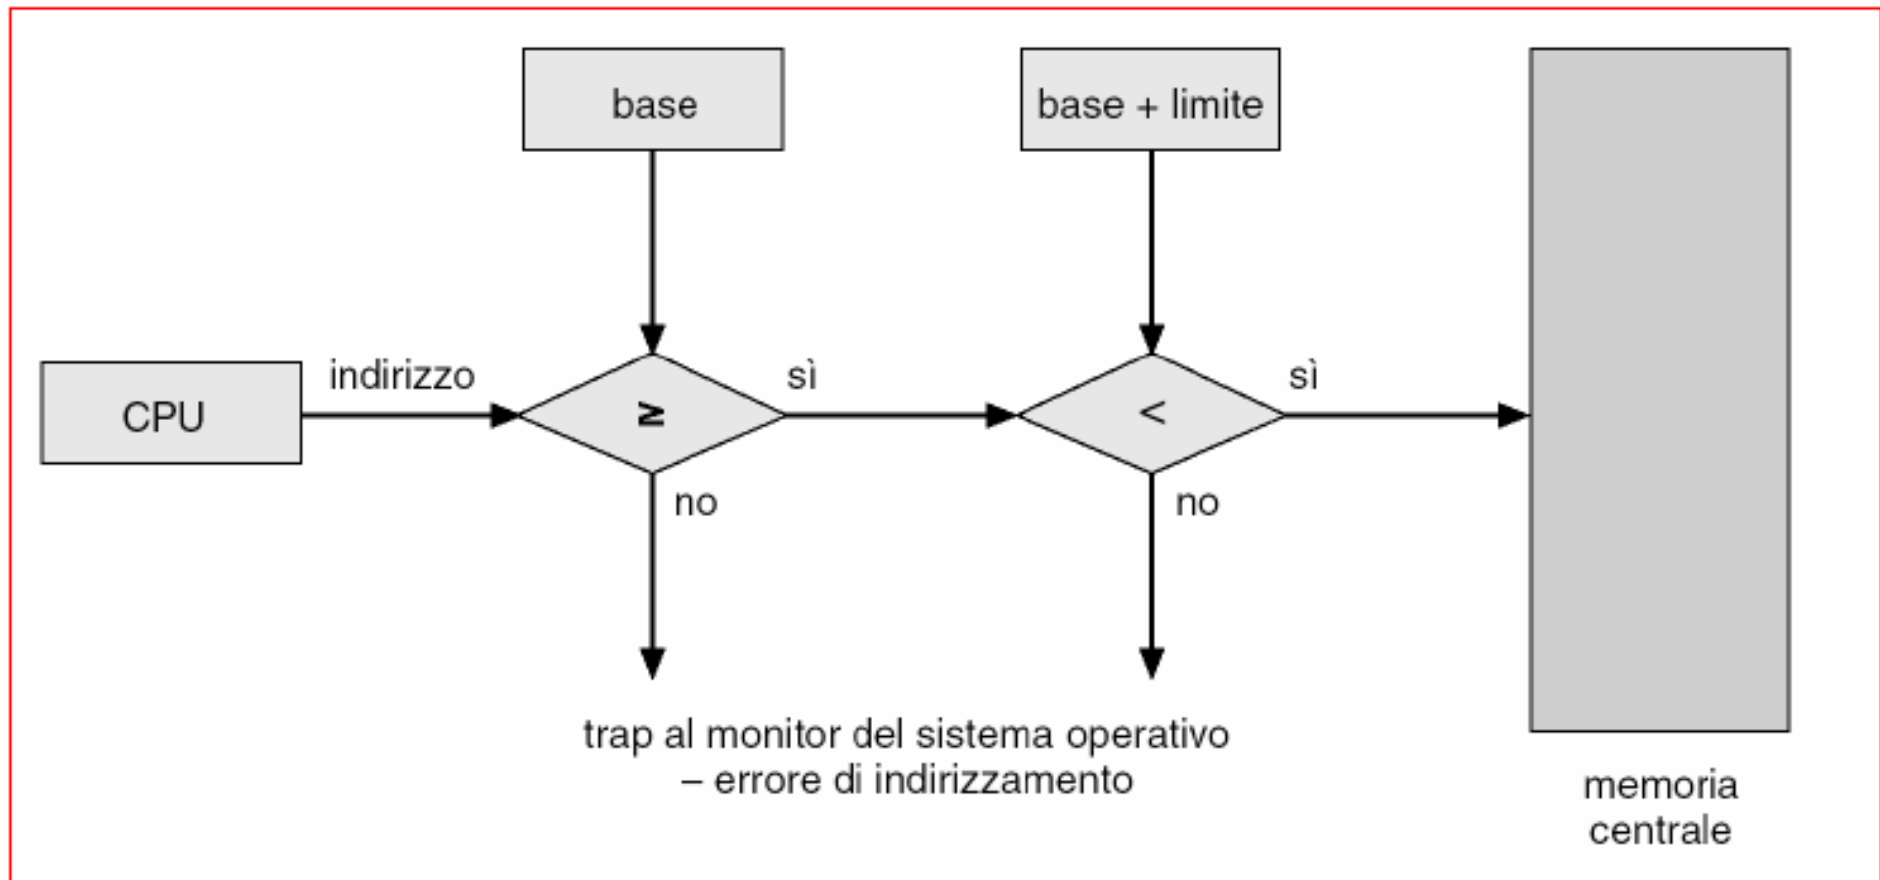 base
base + limite
CPU
indirizzo
≥
sì
<
sì
no
no
trap al monitor del sistema operativo
– errore di indirizzamento
memoria
centrale